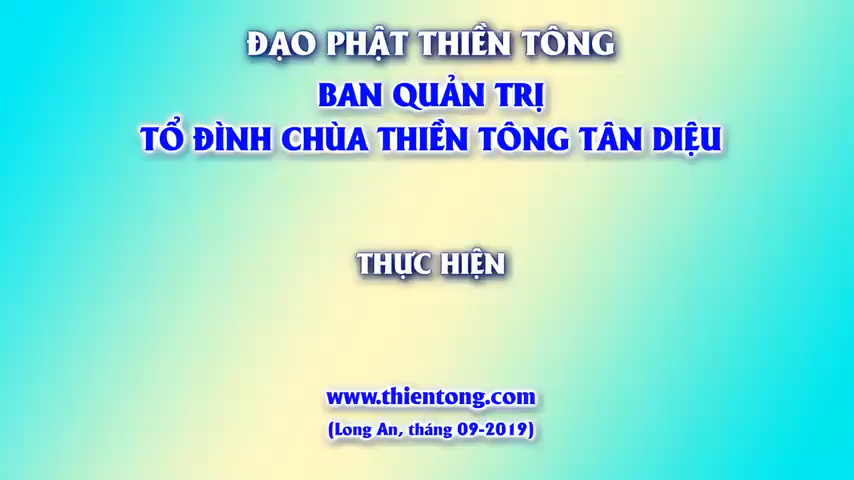 ĐẠO PHẬT THIỀN TÔNG
BAN QUẢN TRỊ
TỔ ĐÌNH CHÙA THIỀN TÔNG TÂN DIỆU
THỰC HIỆN
www.thientong.com
(Long An, tháng 09-2019)